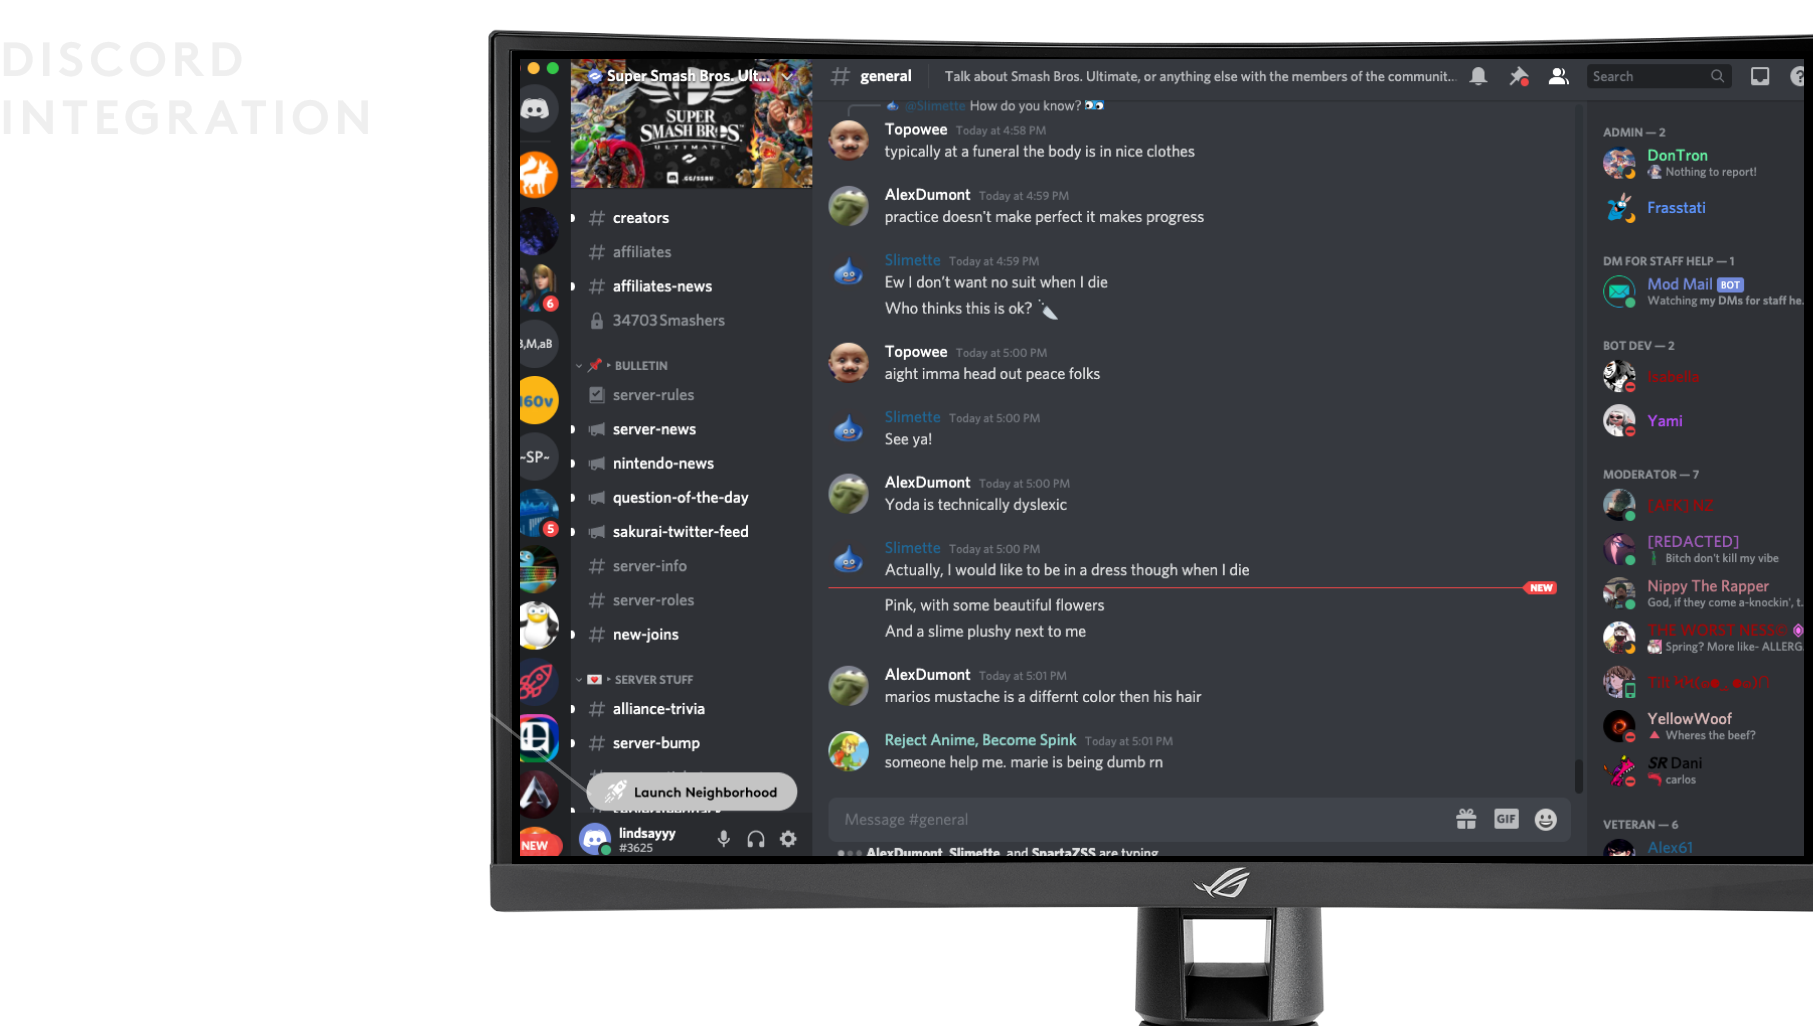 DISCORD
INTEGRATION
Super Smash Bros. Ult...
SUPER
SMASH BROS.
ULTIMATE
creators
affiliates
affiliates-news
34703 Smashers
BULLETIN
server-rules
server-news
nintendo-news
question-of-the-day
sakurai-twitter-feed
server-info
server-roles
new-joins
SERVER STUFF
alliance-trivia
server-bump
Launch Neighborhood
lindsayyy
#3625
6
3,M,aB
160v
~SP~
5
NEW
general
Talk about Smash Bros. Ultimate, or anything else with the members of the communit...
Search
@Slimette How do you know?
Topowee Today at 4:58 PM
typically at a funeral the body is in nice clothes
AlexDumont Today at 4:59 PM
practice doesn't make perfect it makes progress
Slimette Today at 4:59 PM
Ew I don't want no suit when I die
Who thinks this is ok?
Topowee Today at 5:00 PM
aight imma head out peace folks
Slimette Today at 5:00 PM
See ya!
AlexDumont Today at 5:00 PM
Yoda is technically dyslexic
Slimette Today at 5:00 PM
Actually, I would like to be in a dress though when I die
NEW
Pink, with some beautiful flowers
And a slime plushy next to me
AlexDumont Today at 5:01 PM
marios mustache is a differnt color then his hair
Reject Anime, Become Spink Today at 5:01 PM
someone help me. marie is being dumb rn
Message #general
GIF
AlexDumont, Slimette, and SpartaZSS are typing
ADMIN — 2
DonTron
Nothing to report!
Frasstati
DM FOR STAFF HELP — 1
Mod Mail BOT
Watching my DMs for staff he.
BOT DEV — 2
Isabella
Yami
MODERATOR — 7
[AFK] NZ
[REDACTED]
Bitch don't kill my vibe
Nippy The Rapper
God, if they come a-knockin', t.
THE WORST NESS
Spring? More like- ALLERG
YellowWoof
Wheres the beef?
SR Dani
carlos
VETERAN — 6
Alex61